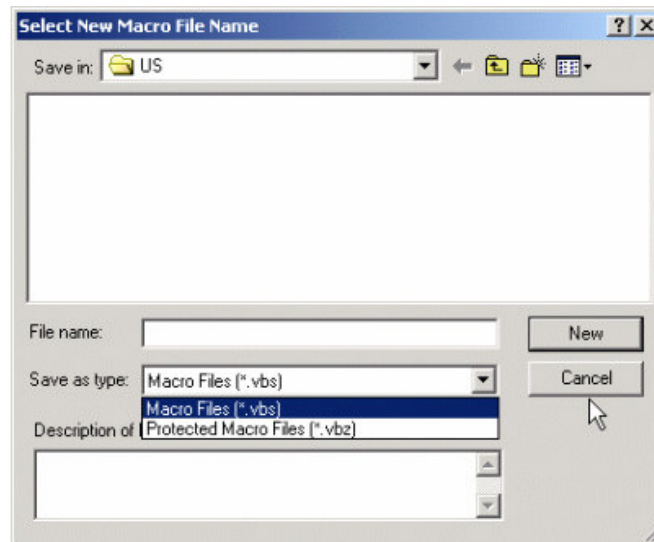 Select New Macro File Name
Save in: US
File name:
New
Save as type: Macro Files (*.vbs)
Cancel
Macro Files (*.vbs)
Protected Macro Files (*.vbz)
Description of